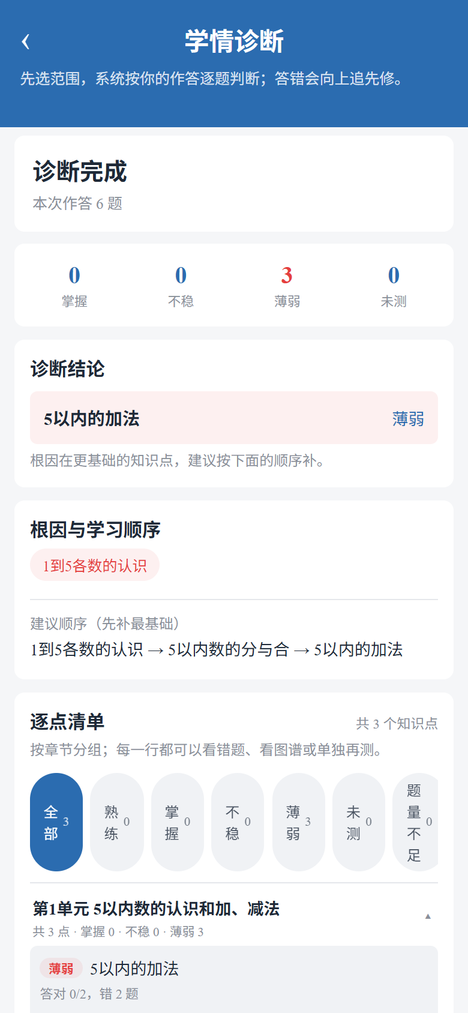 学情诊断
先选范围，系统按你的作答逐题判断；答错会向上追先修。
诊断完成
本次作答 6 题
0 0 3 0
掌握 不稳 薄弱 未测
诊断结论
5以内的加法 薄弱
根因在更基础的知识点，建议按下面的顺序补。
根因与学习顺序
1到5各数的认识
建议顺序（先补最基础）
1到5各数的认识 → 5以内数的分与合 → 5以内的加法
逐点清单 共 3 个知识点
按章节分组；每一行都可以看错题、看图谱或单独再测。
全部 3 熟练 0 掌握 0 不稳 0 薄弱 3 未测 0 题量不足 0
第1单元 5以内数的认识和加、减法
共 3 点 · 掌握 0 · 不稳 0 · 薄弱 3
薄弱 5以内的加法
答对 0/2，错 2 题